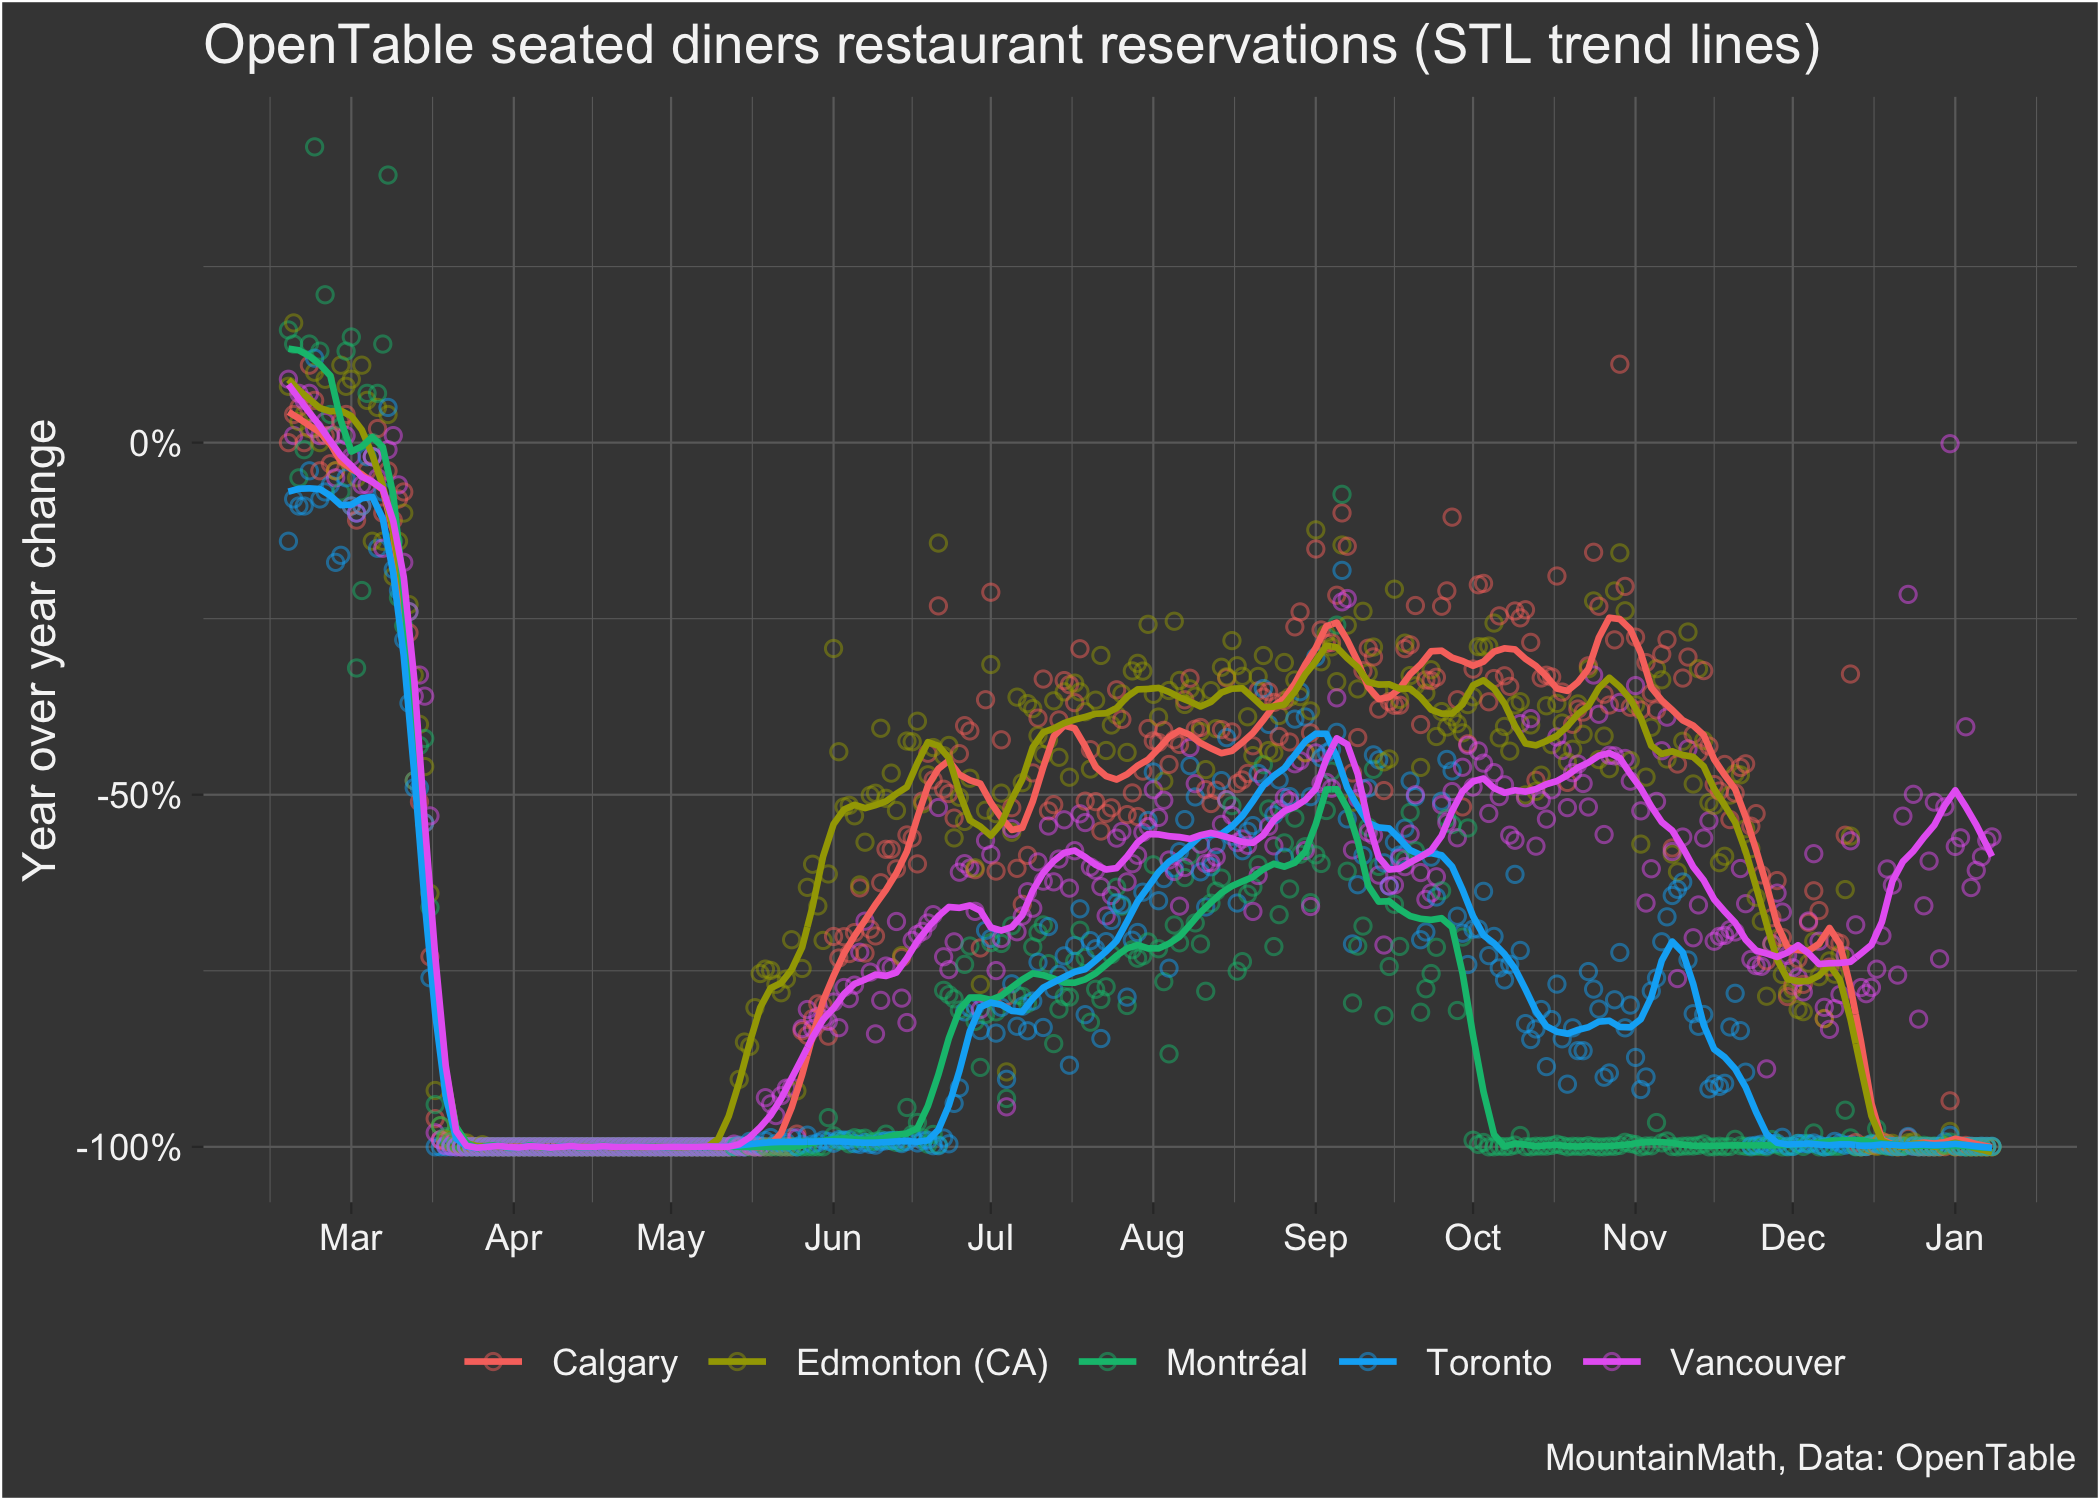 OpenTable seated diners restaurant reservations (STL trend lines)
Year over year change
0%
-50%
-100%
Mar Apr May Jun Jul Aug Sep Oct Nov Dec Jan
Calgary Edmonton (CA) Montréal Toronto Vancouver
MountainMath, Data: OpenTable